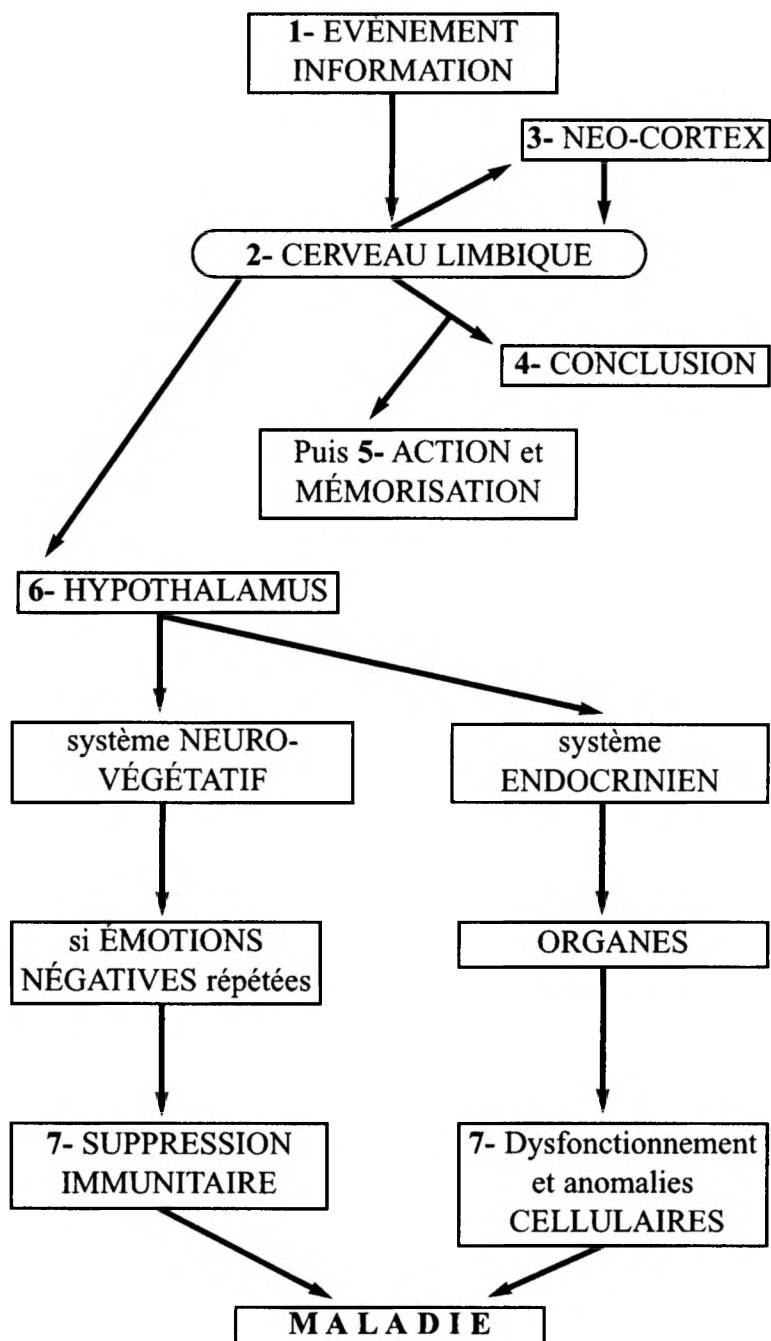 1- EVÉNEMENT
INFORMATION
3- NEO-CORTEX
2- CERVEAU LIMBIQUE
4- CONCLUSION
Puis 5- ACTION et
MÉMORISATION
6- HYPOTHALAMUS
système NEURO-
VÉGÉTATIF
système
ENDOCRINIEN
si ÉMOTIONS
NÉGATIVES répétées
ORGANES
7- SUPPRESSION
IMMUNITAIRE
7- Dysfonctionnement
et anomalies
CELLULAIRES
MALADIE